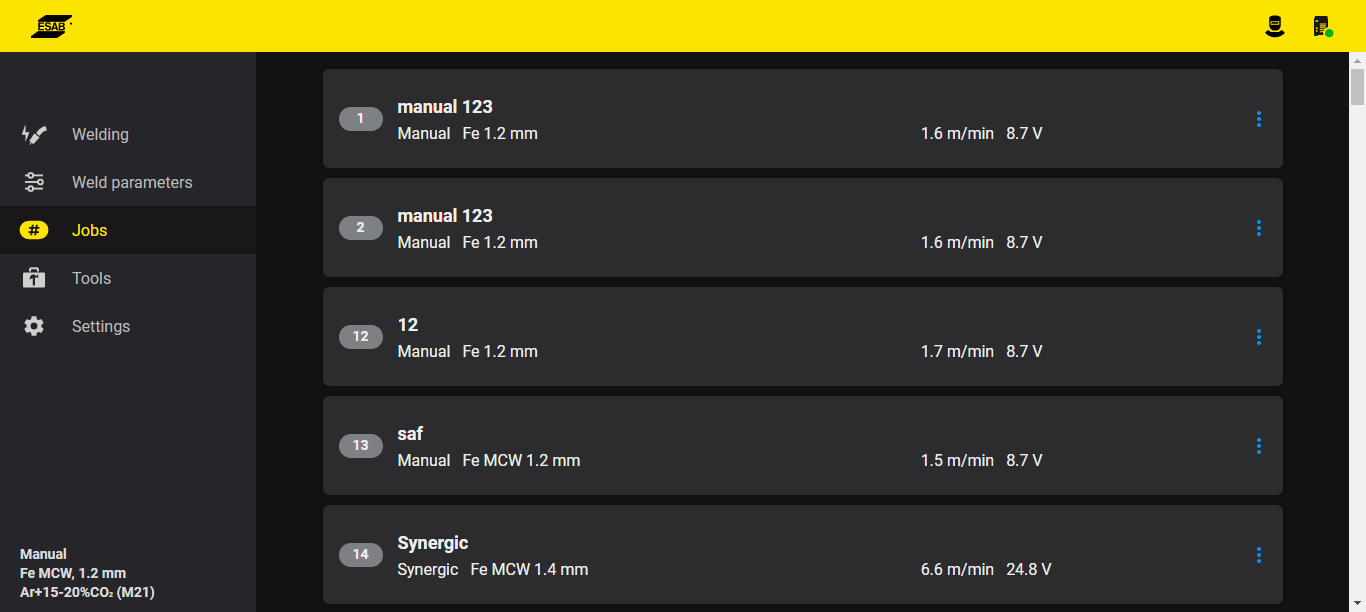 ESAB
Welding
Weld parameters
# Jobs
Tools
Settings
Manual
Fe MCW, 1.2 mm
Ar+15-20%CO₂ (M21)
1
manual 123
Manual Fe 1.2 mm 1.6 m/min 8.7 V
2
manual 123
Manual Fe 1.2 mm 1.6 m/min 8.7 V
12
12
Manual Fe 1.2 mm 1.7 m/min 8.7 V
13
saf
Manual Fe MCW 1.2 mm 1.5 m/min 8.7 V
14
Synergic
Synergic Fe MCW 1.4 mm 6.6 m/min 24.8 V